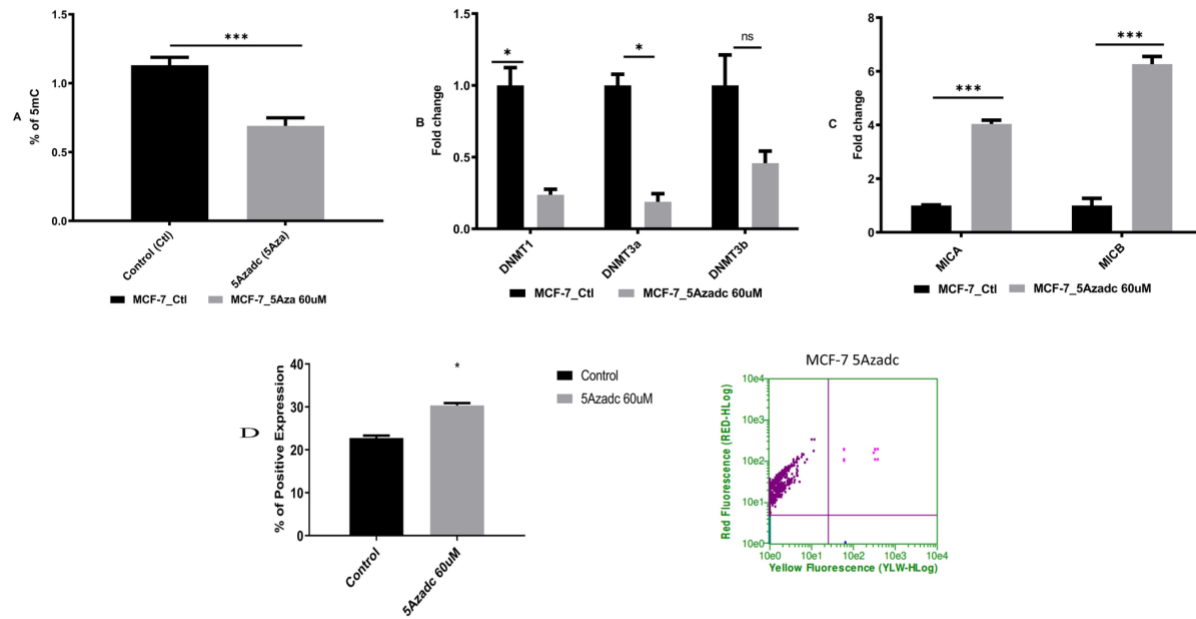 A
% of 5mC
1.5
1.0
0.5
0.0
***
Control (Ctl)
5Azadc (5Aza)
MCF-7_Ctl
MCF-7_5Aza 60uM
B
Fold change
1.5
1.0
0.5
0.0
*
*
ns
DNMT1
DNMT3a
DNMT3b
MCF-7_Ctl
MCF-7_5Azadc 60uM
C
Fold change
8
6
4
2
0
***
***
MICA
MICB
MCF-7_Ctl
MCF-7_5Azadc 60uM
D
% of Positive Expression
40
30
20
10
0
*
Control
5Azadc 60uM
Control
5Azadc 60uM
MCF-7 5Azadc
Red Fluorescence (RED-HLog)
10e4
10e3
10e2
10e1
10e0
10e0 10e1 10e2 10e3 10e4
Yellow Fluorescence (YLW-HLog)